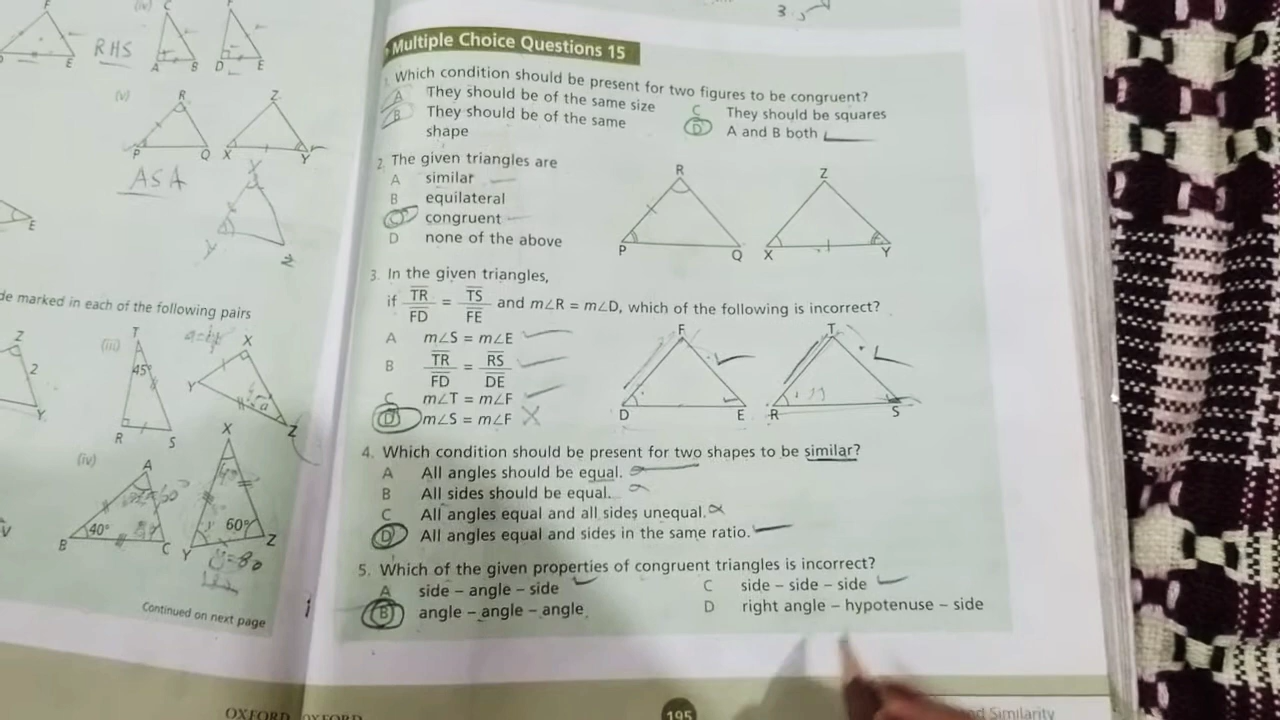 RHS
A B D E
(v)
R Z
P Q X Y
ASA
X
Y Z
E
de marked in each of the following pairs
Z (iii) T X
2 45° Y
Y R S Z
(iv) A X
B 40° C Y 60° Z
Continued on next page
OXFORD OXFORD
3.
Multiple Choice Questions 15
Which condition should be present for two figures to be congruent?
A They should be of the same size
B They should be of the same
shape
C They should be squares
D A and B both
2. The given triangles are
A similar
B equilateral
C congruent
D none of the above
R Z
P Q X Y
3. In the given triangles,
if TR/FD = TS/FE and m∠R = m∠D, which of the following is incorrect?
A m∠S = m∠E
B TR/FD = RS/DE
C m∠T = m∠F
D m∠S = m∠F
F T
D E R S
4. Which condition should be present for two shapes to be similar?
A All angles should be equal.
B All sides should be equal.
C All angles equal and all sides unequal.
D All angles equal and sides in the same ratio.
5. Which of the given properties of congruent triangles is incorrect?
A side – angle – side
B angle – angle – angle
C side – side – side
D right angle – hypotenuse – side
195
Similarity